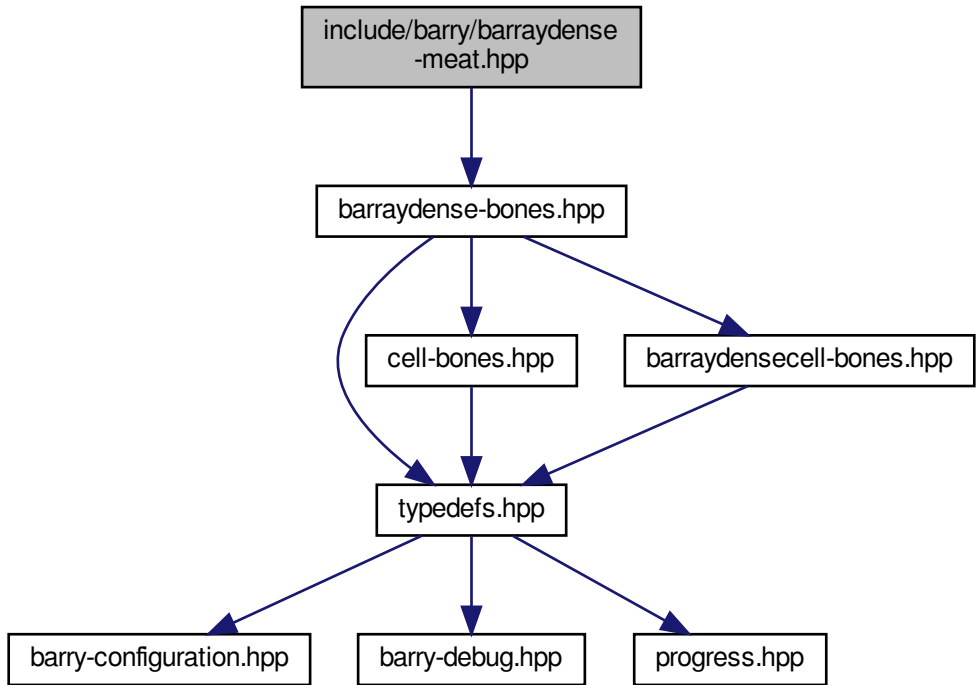 include/barry/barraydense
-meat.hpp
barraydense-bones.hpp
cell-bones.hpp
barraydensecell-bones.hpp
typedefs.hpp
barry-configuration.hpp
barry-debug.hpp
progress.hpp